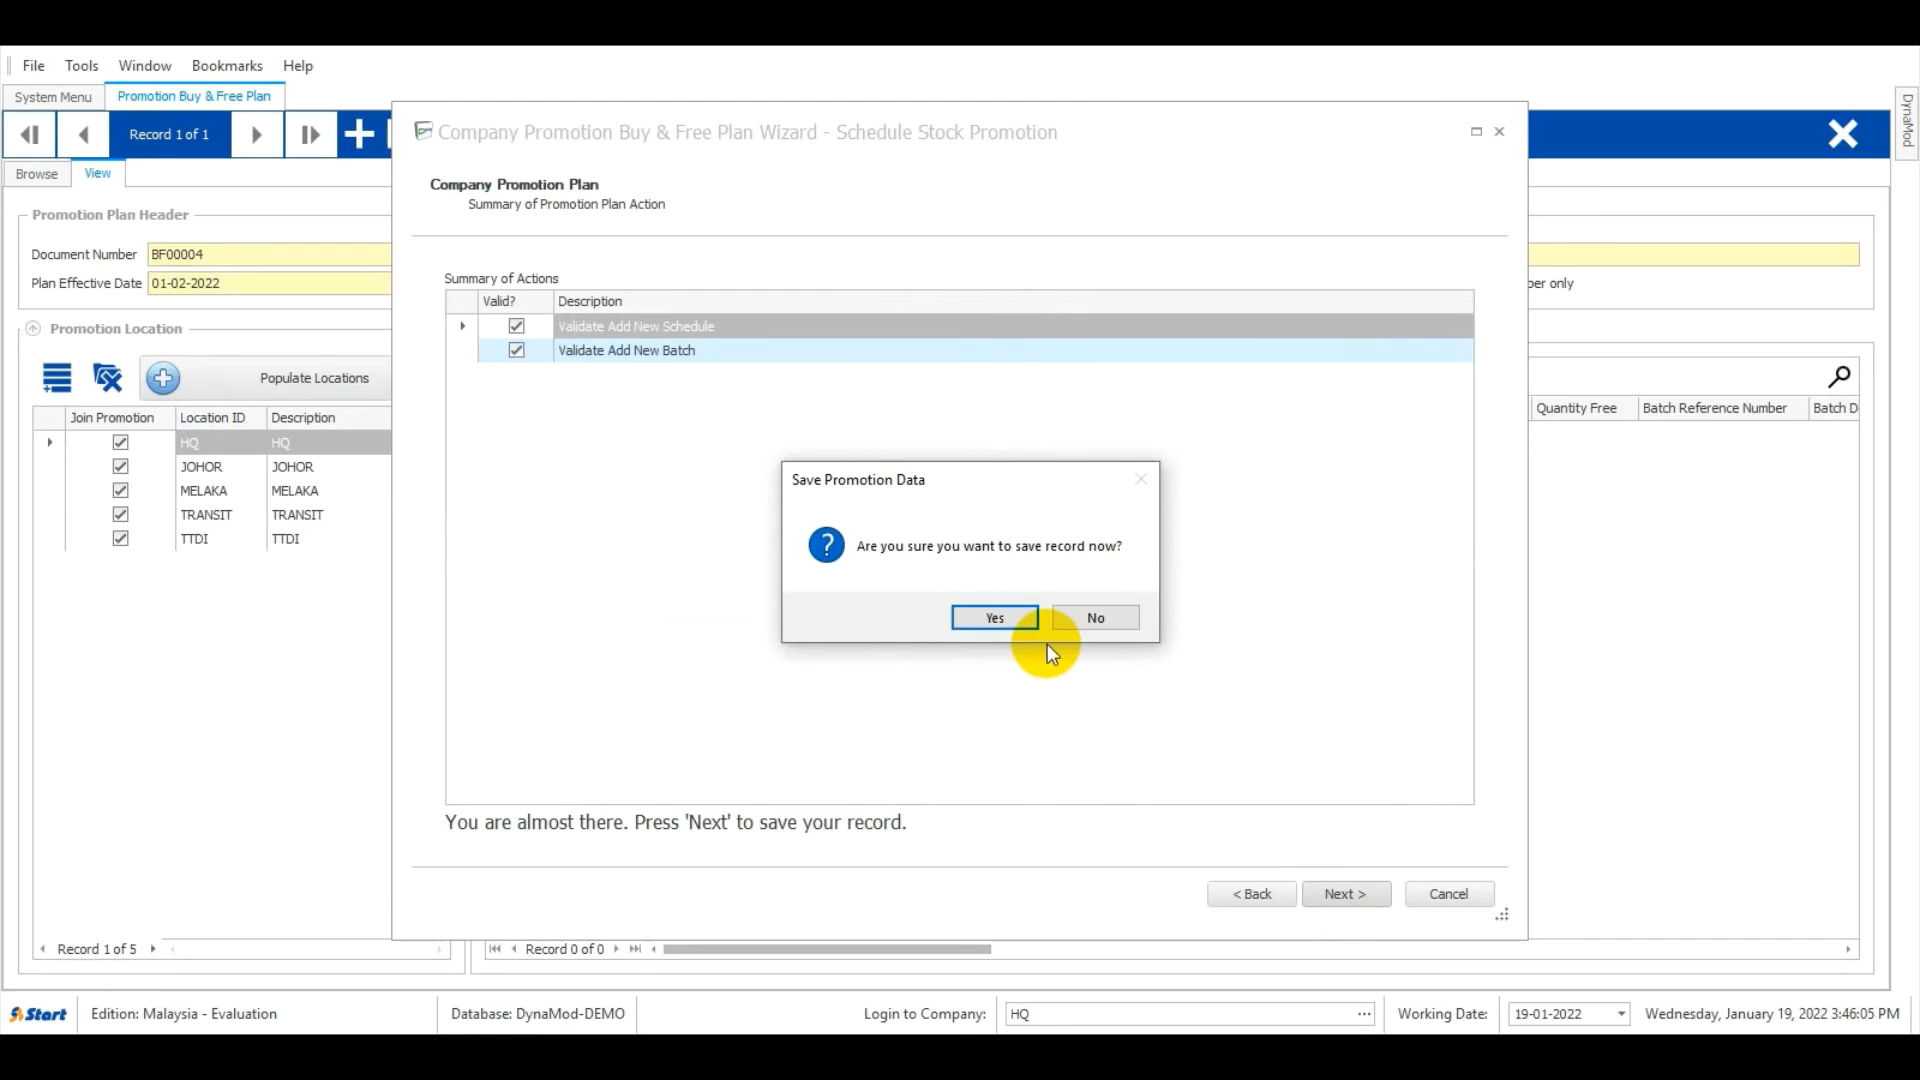 File Tools Window Bookmarks Help
System Menu Promotion Buy & Free Plan
DynaMod
Record 1 of 1
Company Promotion Buy & Free Plan Wizard - Schedule Stock Promotion
Browse View
Company Promotion Plan
Summary of Promotion Plan Action
Promotion Plan Header
Document Number BF00004
Plan Effective Date 01-02-2022
per only
Summary of Actions
Valid? Description
Validate Add New Schedule
Validate Add New Batch
Promotion Location
Populate Locations
Join Promotion Location ID Description
HQ HQ
JOHOR JOHOR
MELAKA MELAKA
TRANSIT TRANSIT
TTDI TTDI
Quantity Free Batch Reference Number Batch D
Save Promotion Data
? Are you sure you want to save record now?
Yes No
You are almost there. Press 'Next' to save your record.
< Back Next > Cancel
Record 1 of 5
Record 0 of 0
Start Edition: Malaysia - Evaluation Database: DynaMod-DEMO Login to Company: HQ ... Working Date: 19-01-2022 Wednesday, January 19, 2022 3:46:05 PM